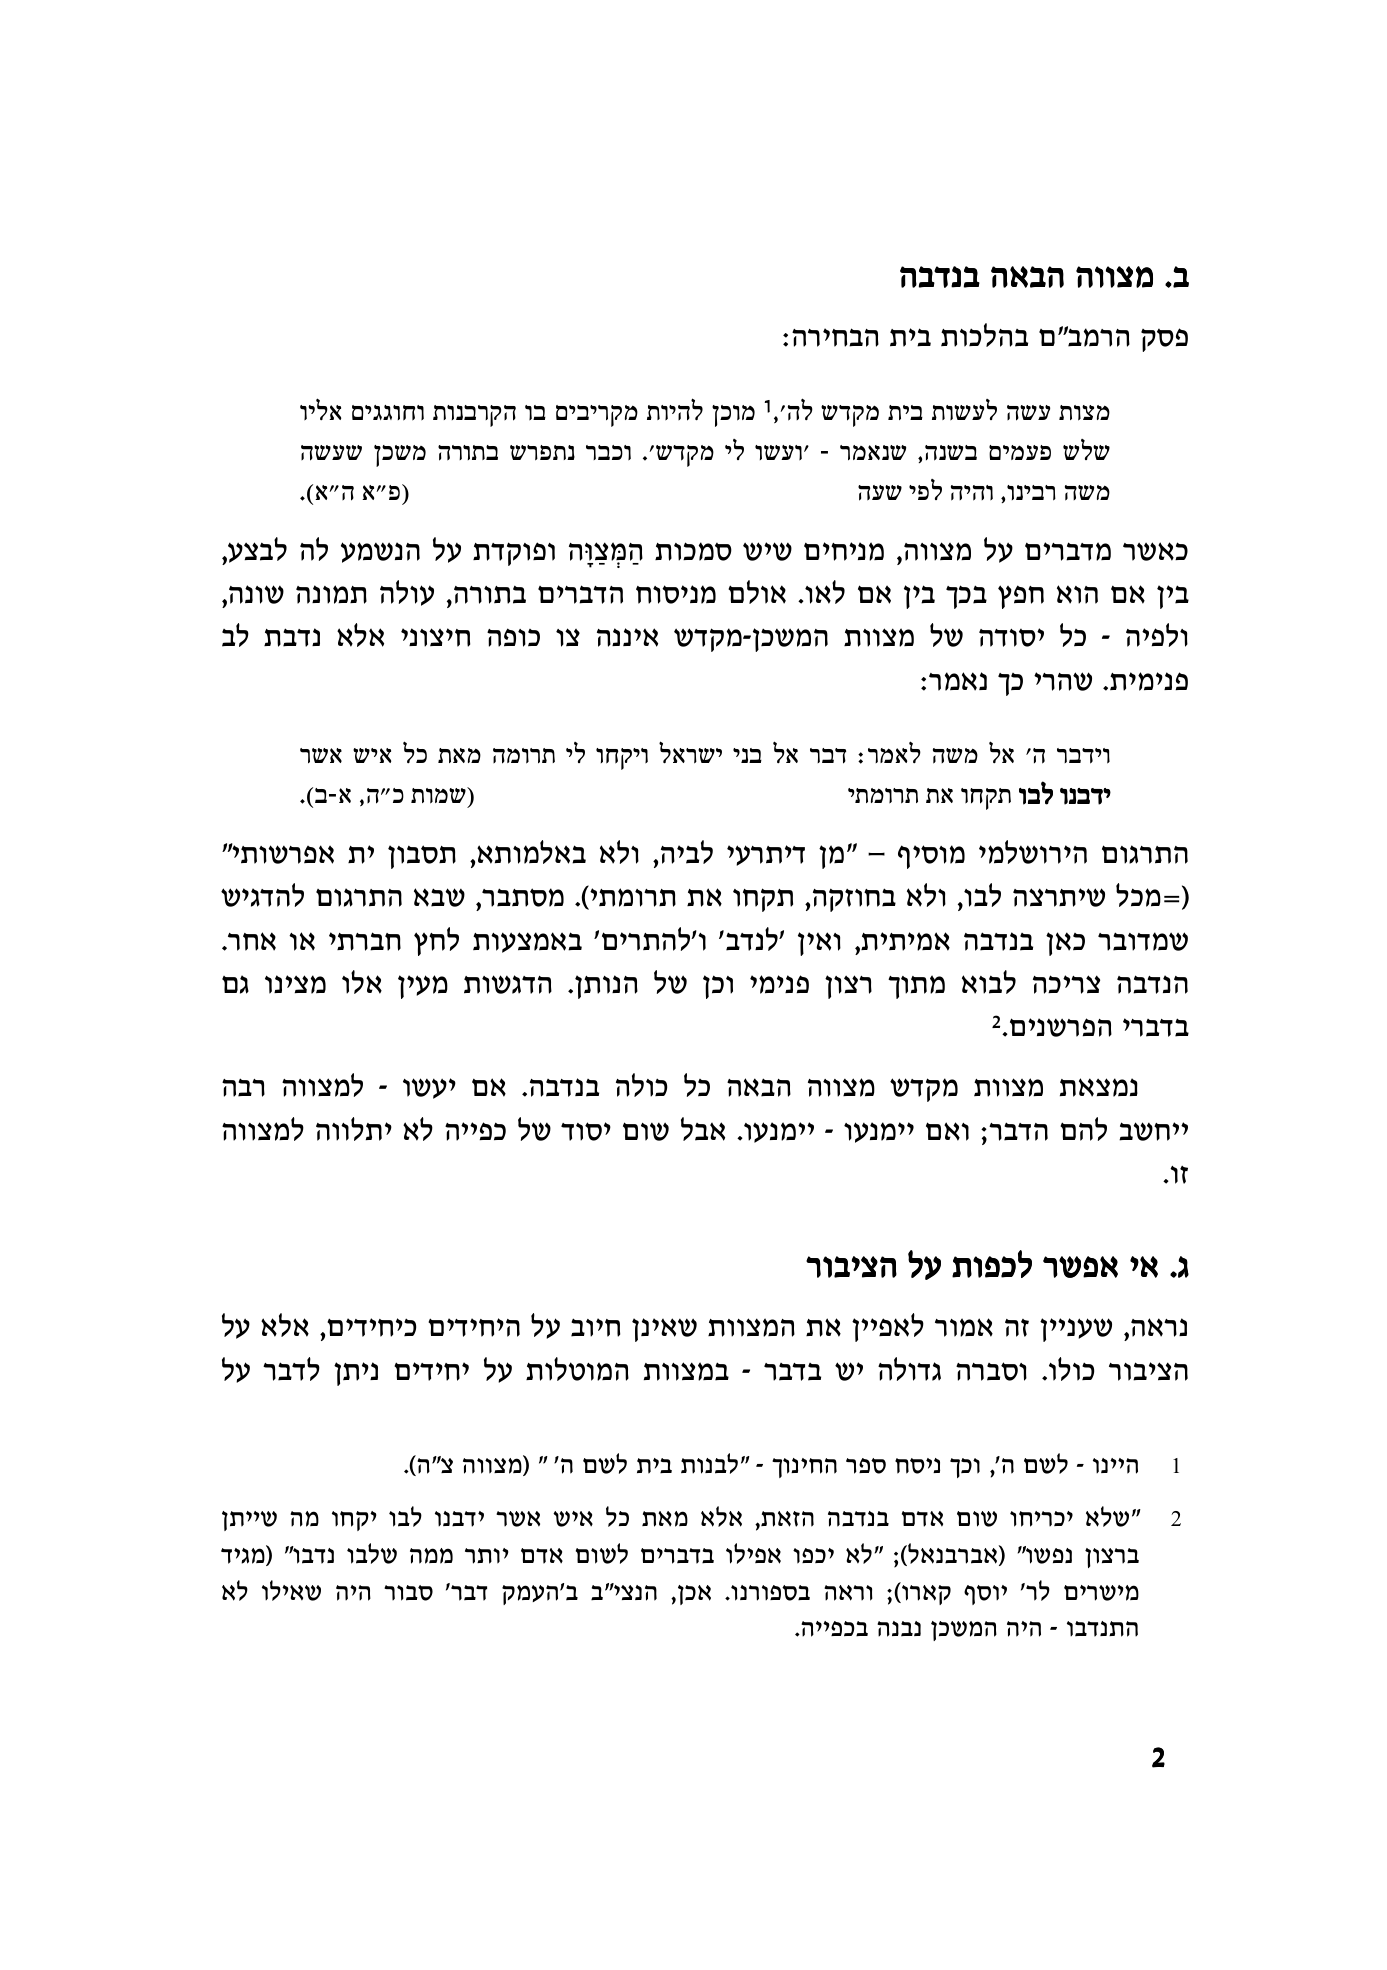 ב. מצווה הבאה בנדבה
פסק הרמב"ם בהלכות בית הבחירה:
מצות עשה לעשות בית מקדש לה',¹ מוכן להיות מקריבים בו הקרבנות וחוגגים אליו
שלש פעמים בשנה, שנאמר - 'ועשו לי מקדש'. וכבר נתפרש בתורה משכן שעשה
משה רבינו, והיה לפי שעה (פ"א ה"א).
כאשר מדברים על מצווה, מניחים שיש סמכות הַמְּצַוָּה ופוקדת על הנשמע לה לבצע,
בין אם הוא חפץ בכך בין אם לאו. אולם מניסוח הדברים בתורה, עולה תמונה שונה,
ולפיה - כל יסודה של מצוות המשכן-מקדש איננה צו כופה חיצוני אלא נדבת לב
פנימית. שהרי כך נאמר:
וידבר ה' אל משה לאמר: דבר אל בני ישראל ויקחו לי תרומה מאת כל איש אשר
ידבנו לבו תקחו את תרומתי (שמות כ"ה, א-ב).
התרגום הירושלמי מוסיף – "מן דיתרעי לביה, ולא באלמותא, תסבון ית אפרשותי"
(=מכל שיתרצה לבו, ולא בחוזקה, תקחו את תרומתי). מסתבר, שבא התרגום להדגיש
שמדובר כאן בנדבה אמיתית, ואין 'לנדב' ו'להתרים' באמצעות לחץ חברתי או אחר.
הנדבה צריכה לבוא מתוך רצון פנימי וכן של הנותן. הדגשות מעין אלו מצינו גם
בדברי הפרשנים.²
נמצאת מצוות מקדש מצווה הבאה כל כולה בנדבה. אם יעשו - למצווה רבה
ייחשב להם הדבר; ואם יימנעו - יימנעו. אבל שום יסוד של כפייה לא יתלווה למצווה
זו.
ג. אי אפשר לכפות על הציבור
נראה, שעניין זה אמור לאפיין את המצוות שאינן חיוב על היחידים כיחידים, אלא על
הציבור כולו. וסברה גדולה יש בדבר - במצוות המוטלות על יחידים ניתן לדבר על
1 היינו - לשם ה', וכך ניסח ספר החינוך - "לבנות בית לשם ה' " (מצווה צ"ה).
2 "שלא יכריחו שום אדם בנדבה הזאת, אלא מאת כל איש אשר ידבנו לבו יקחו מה שייתן
ברצון נפשו" (אברבנאל); "לא יכפו אפילו בדברים לשום אדם יותר ממה שלבו נדבו" (מגיד
מישרים לר' יוסף קארו); וראה בספורנו. אכן, הנצי"ב ב'העמק דבר' סבור היה שאילו לא
התנדבו - היה המשכן נבנה בכפייה.
2